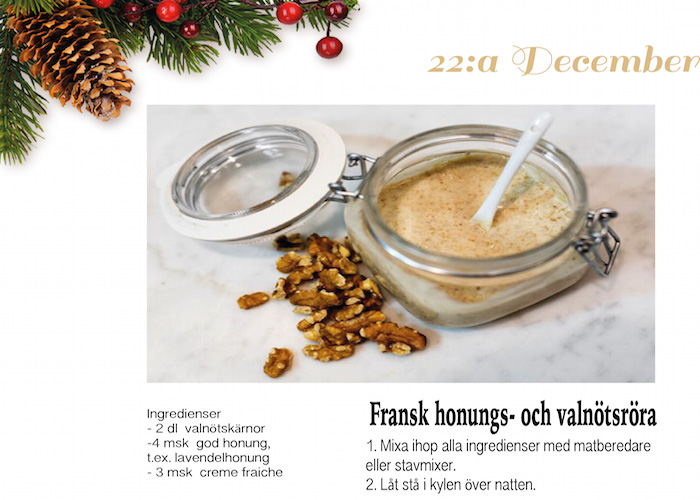 22:a December
Ingredienser
- 2 dl valnötskärnor
-4 msk god honung,
t.ex. lavendelhonung
- 3 msk creme fraiche
Fransk honungs- och valnötsröra
1. Mixa ihop alla ingredienser med matberedare
eller stavmixer.
2. Låt stå i kylen över natten.